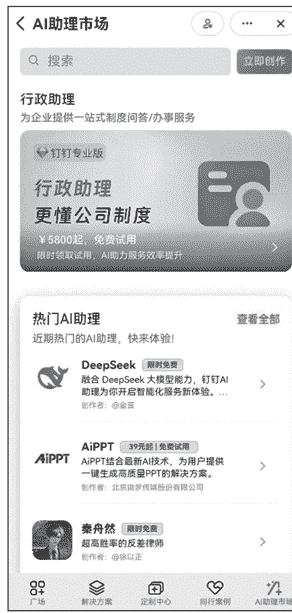 AI助理市场
搜索
立即创作
行政助理
为企业提供一站式制度问答/办事服务
钉钉专业版
行政助理
更懂公司制度
￥5800起，免费试用
限时领取试用，AI助力服务效率提升
热门AI助理
查看全部
近期热门的AI助理，快来体验！
DeepSeek 限时免费
融合 DeepSeek 大模型能力，钉钉AI
助理为你开启智能化服务新体验。...
创作者：@金蛮
AiPPT
AiPPT 39元起 | 免费试用
AiPPT结合最新AI技术，为用户提供
一键生成高质量PPT的解决方案。
创作者：北京微梦传媒股份有限公司
秦舟然 限时免费
超高胜率的反差律师
创作者：@徐以正
广场
解决方案
定制中心
同行案例
AI助理市场